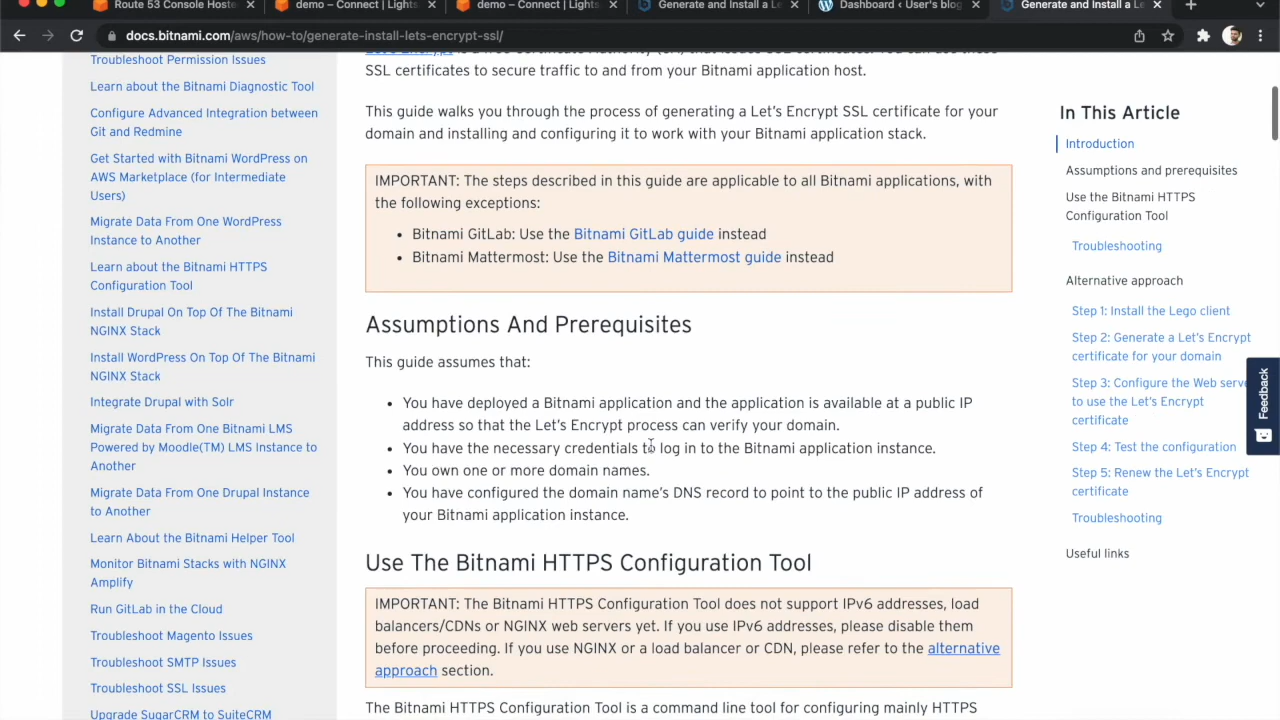 Route 53 Console Hoste
demo – Connect | Lights
demo – Connect | Lights
Generate and Install a Le
Dashboard ‹ User's blog
Generate and Install a Le
docs.bitnami.com/aws/how-to/generate-install-lets-encrypt-ssl/
Troubleshoot Permission Issues
Learn about the Bitnami Diagnostic Tool
Configure Advanced Integration between
Git and Redmine
Get Started with Bitnami WordPress on
AWS Marketplace (for Intermediate
Users)
Migrate Data From One WordPress
Instance to Another
Learn about the Bitnami HTTPS
Configuration Tool
Install Drupal On Top Of The Bitnami
NGINX Stack
Install WordPress On Top Of The Bitnami
NGINX Stack
Integrate Drupal with Solr
Migrate Data From One Bitnami LMS
Powered by Moodle(TM) LMS Instance to
Another
Migrate Data From One Drupal Instance
to Another
Learn About the Bitnami Helper Tool
Monitor Bitnami Stacks with NGINX
Amplify
Run GitLab in the Cloud
Troubleshoot Magento Issues
Troubleshoot SMTP Issues
Troubleshoot SSL Issues
Upgrade SugarCRM to SuiteCRM
SSL certificates to secure traffic to and from your Bitnami application host.
This guide walks you through the process of generating a Let's Encrypt SSL certificate for your
domain and installing and configuring it to work with your Bitnami application stack.
IMPORTANT: The steps described in this guide are applicable to all Bitnami applications, with
the following exceptions:
• Bitnami GitLab: Use the Bitnami GitLab guide instead
• Bitnami Mattermost: Use the Bitnami Mattermost guide instead
Assumptions And Prerequisites
This guide assumes that:
• You have deployed a Bitnami application and the application is available at a public IP
address so that the Let's Encrypt process can verify your domain.
• You have the necessary credentials to log in to the Bitnami application instance.
• You own one or more domain names.
• You have configured the domain name's DNS record to point to the public IP address of
your Bitnami application instance.
Use The Bitnami HTTPS Configuration Tool
IMPORTANT: The Bitnami HTTPS Configuration Tool does not support IPv6 addresses, load
balancers/CDNs or NGINX web servers yet. If you use IPv6 addresses, please disable them
before proceeding. If you use NGINX or a load balancer or CDN, please refer to the alternative
approach section.
The Bitnami HTTPS Configuration Tool is a command line tool for configuring mainly HTTPS
In This Article
Introduction
Assumptions and prerequisites
Use the Bitnami HTTPS
Configuration Tool
Troubleshooting
Alternative approach
Step 1: Install the Lego client
Step 2: Generate a Let's Encrypt
certificate for your domain
Step 3: Configure the Web serve
to use the Let's Encrypt
certificate
Step 4: Test the configuration
Step 5: Renew the Let's Encrypt
certificate
Troubleshooting
Useful links
Feedback